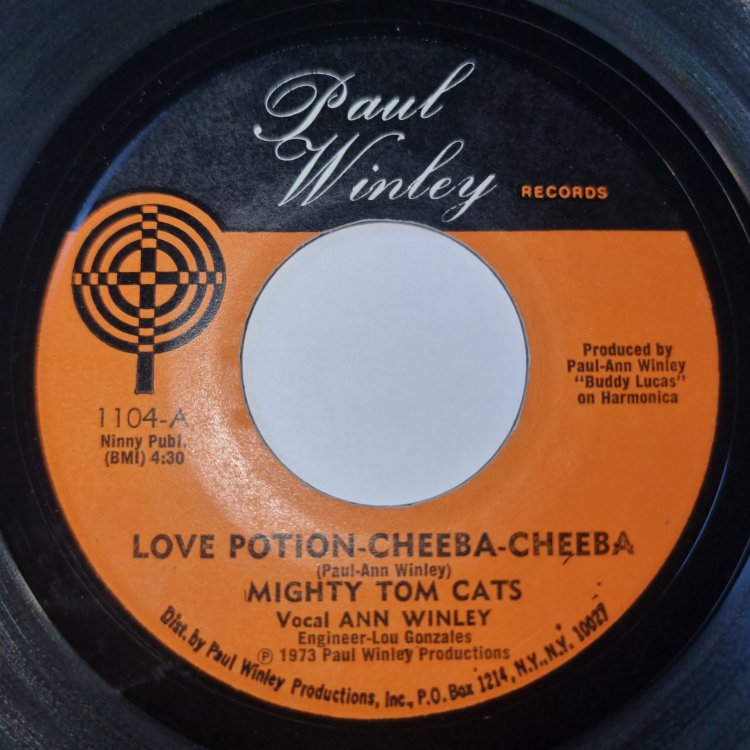 Paul
Winley RECORDS
Produced by
Paul-Ann Winley
"Buddy Lucas"
on Harmonica
1104-A
Ninny Publ.
(BMI) 4:30
LOVE POTION-CHEEBA-CHEEBA
(Paul-Ann Winley)
MIGHTY TOM CATS
Vocal ANN WINLEY
Engineer-Lou Gonzales
℗ 1973 Paul Winley Productions
Dist. by Paul Winley Productions, Inc., P.O. Box 1214, N.Y., N.Y. 10027